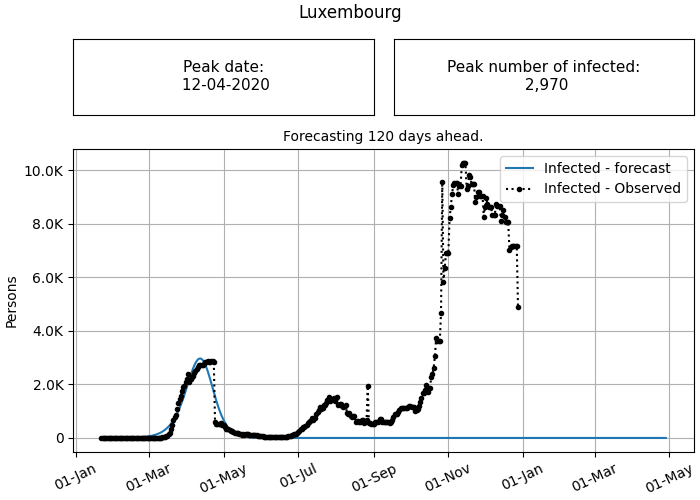 Luxembourg
Peak date:
12-04-2020
Peak number of infected:
2,970
Forecasting 120 days ahead.
Infected - forecast
Infected - Observed
Persons
10.0K
8.0K
6.0K
4.0K
2.0K
0
01-Jan
01-Mar
01-May
01-Jul
01-Sep
01-Nov
01-Jan
01-Mar
01-May